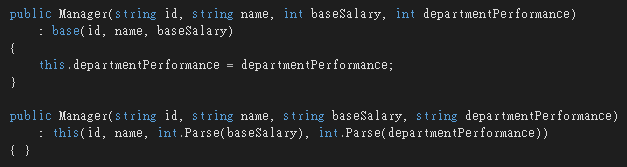 public Manager(string id, string name, int baseSalary, int departmentPerformance)
    : base(id, name, baseSalary)
{
    this.departmentPerformance = departmentPerformance;
}

public Manager(string id, string name, string baseSalary, string departmentPerformance)
    : this(id, name, int.Parse(baseSalary), int.Parse(departmentPerformance))
{ }